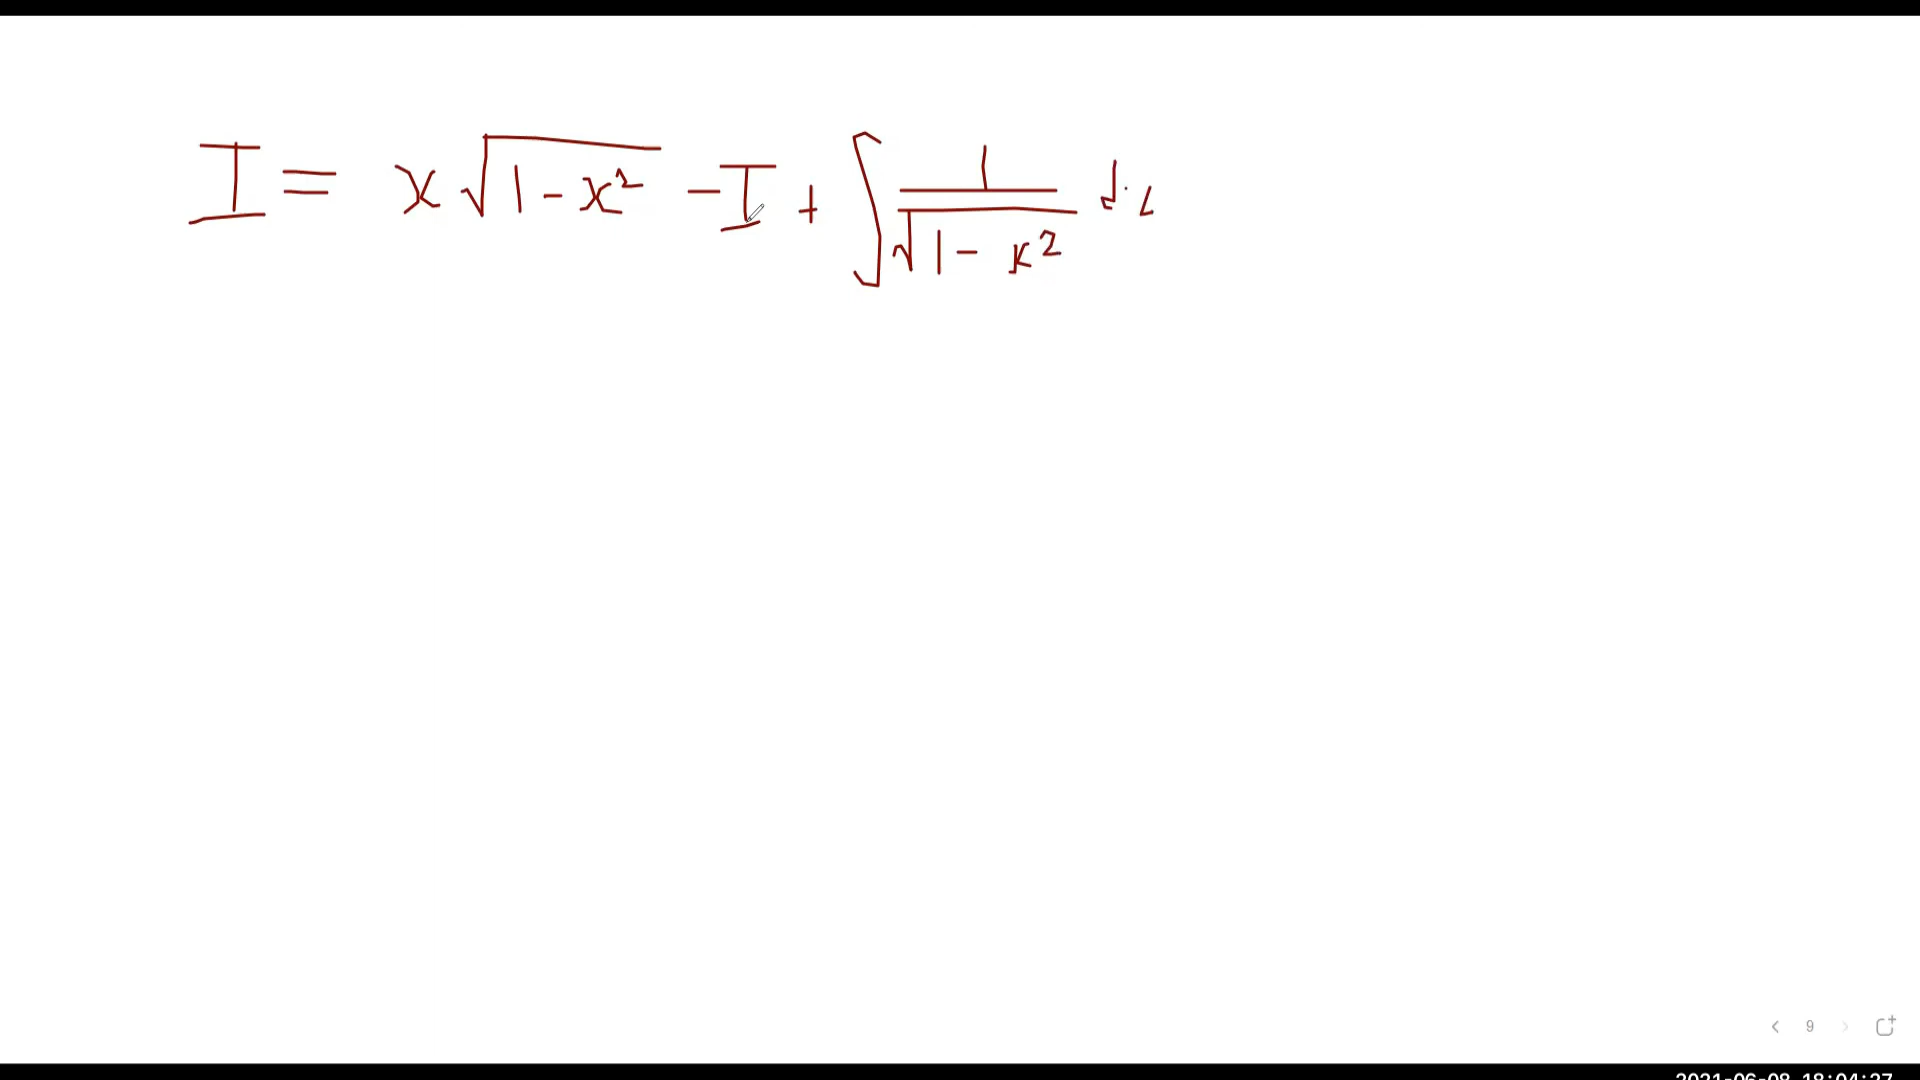 I = x√(1 - x²) - I + ∫ 1/√(1 - x²) dx
9